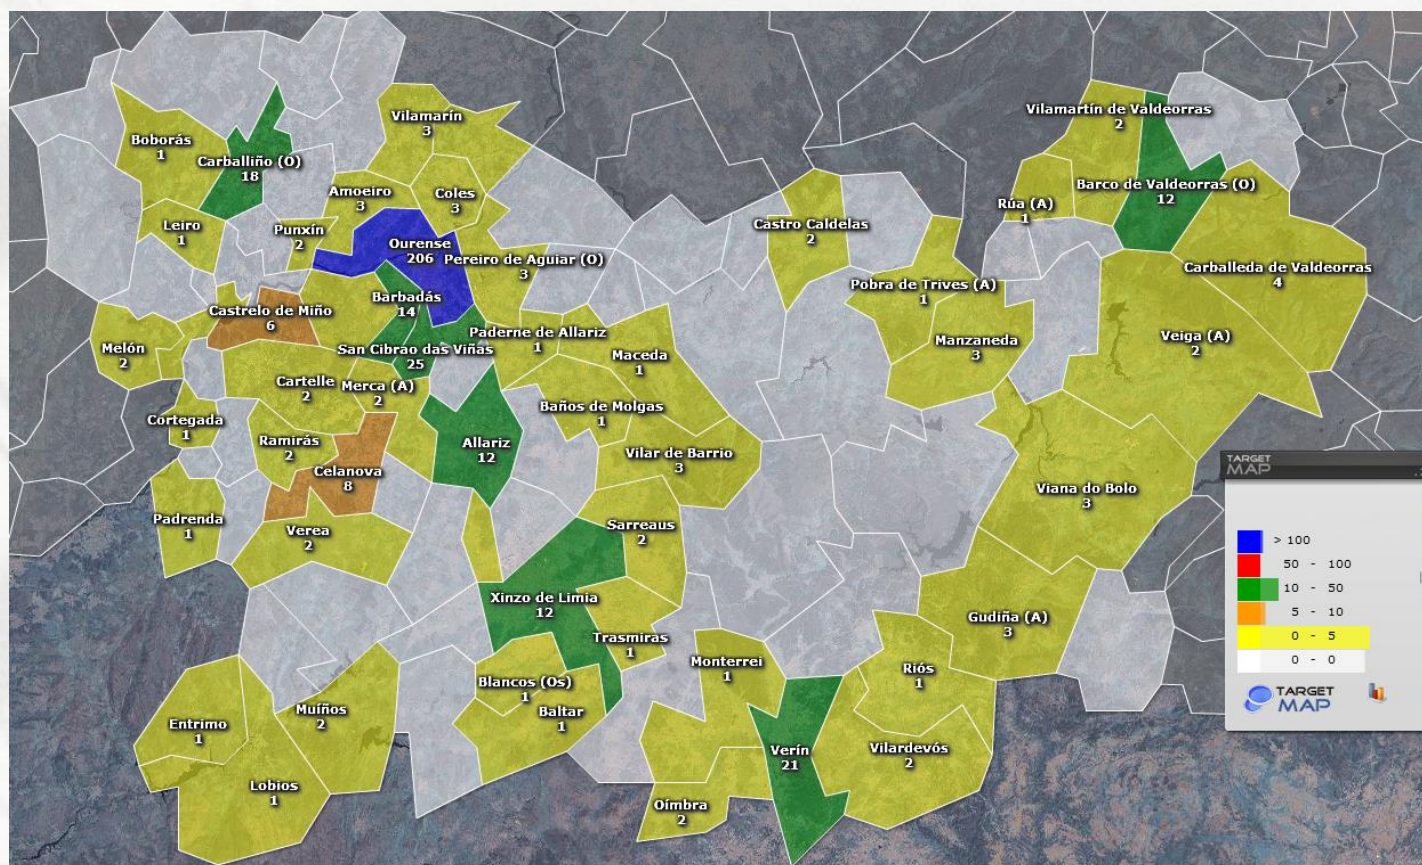 Vilamarín
3
Boborás
1
Carballiño (O)
18
Amoeiro
3
Coles
3
Leiro
1
Punxín
2
Ourense
206
Pereiro de Aguiar (O)
3
Castro Caldelas
2
Vilamartín de Valdeorras
2
Barco de Valdeorras (O)
12
Rúa (A)
1
Carballeda de Valdeorras
4
Pobra de Trives (A)
1
Manzaneda
3
Veiga (A)
2
Barbadás
14
Castrelo de Miño
6
San Cibrao das Viñas
25
Paderne de Allariz
1
Maceda
1
Melón
2
Cartelle
2
Merca (A)
2
Baños de Molgas
1
Cortegada
1
Ramirás
2
Allariz
12
Vilar de Barrio
3
Celanova
8
Viana do Bolo
3
Padrenda
1
Verea
2
Sarreaus
2
Xinzo de Limia
12
Trasmiras
1
Gudiña (A)
3
Monterrei
1
Riós
1
Blancos (Os)
1
Baltar
1
Muíños
2
Entrimo
1
Lobios
1
Verín
21
Vilardevós
2
Oímbra
2
TARGET
MAP
> 100
50 - 100
10 - 50
5 - 10
0 - 5
0 - 0
TARGET
MAP